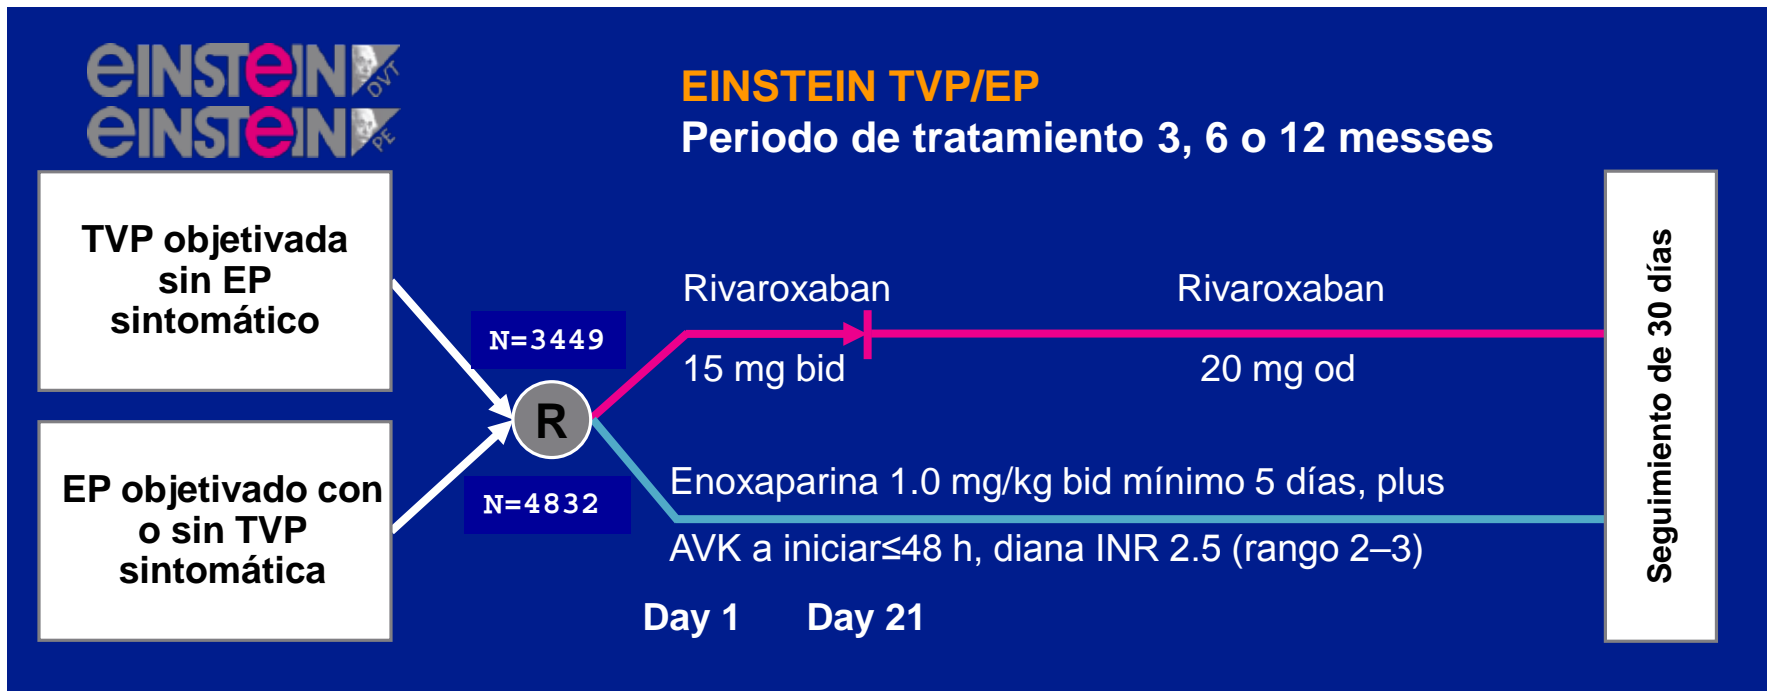 eINSTeIN DVT
eINSTeIN PE
EINSTEIN TVP/EP
Periodo de tratamiento 3, 6 o 12 messes
TVP objetivada
sin EP
sintomático
EP objetivado con
o sin TVP
sintomática
N=3449
R
N=4832
Rivaroxaban
15 mg bid
Rivaroxaban
20 mg od
Enoxaparina 1.0 mg/kg bid mínimo 5 días, plus
AVK a iniciar≤48 h, diana INR 2.5 (rango 2–3)
Day 1
Day 21
Seguimiento de 30 días